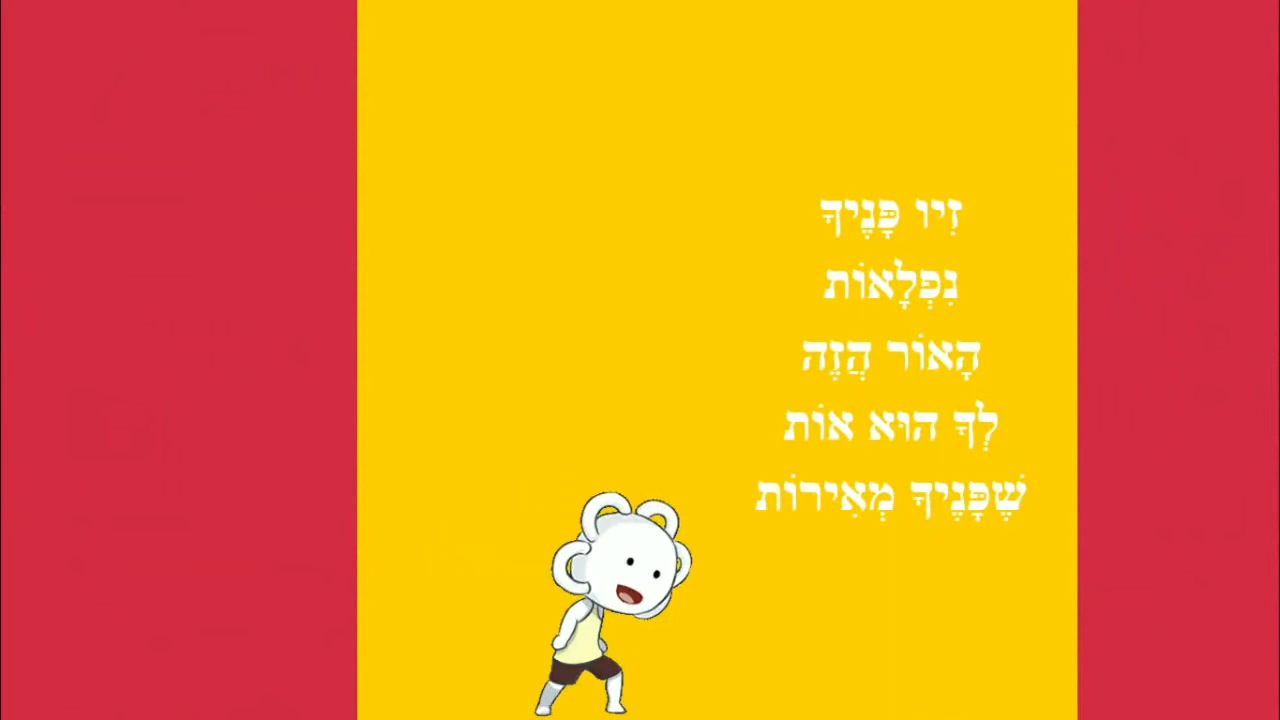 זִיו פָּנֶיךָ
נִפְלָאוֹת
הָאוֹר הֲזֶה
לְךָ הוּא אוֹת
שֶׁפָּנֶיךָ מְאִירוֹת